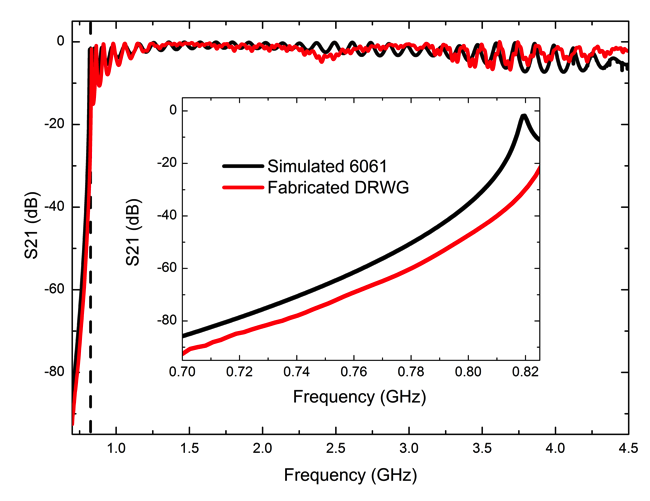 0
-20
-40
-60
-80
S21 (dB)
0
-20
-40
-60
-80
S21 (dB)
Simulated 6061
Fabricated DRWG
0.70 0.72 0.74 0.76 0.78 0.80 0.82
Frequency (GHz)
1.0 1.5 2.0 2.5 3.0 3.5 4.0 4.5
Frequency (GHz)